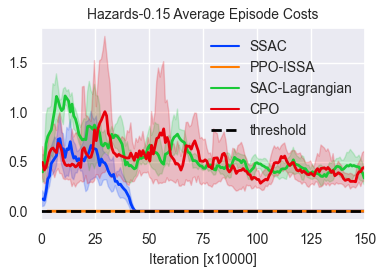 Hazards-0.15 Average Episode Costs
SSAC
PPO-ISSA
SAC-Lagrangian
CPO
threshold
1.5
1.0
0.5
0.0
0 25 50 75 100 125 150
Iteration [x10000]